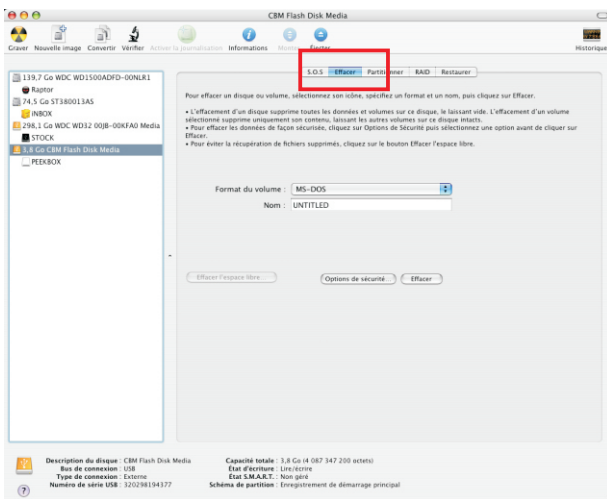 CBM Flash Disk Media
Graver Nouvelle image Convertir Vérifier Activer la journalisation Informations Monter Éjecter Historique
S.O.S Effacer Partitionner RAID Restaurer
139,7 Go WDC WD1500ADFD-00NLR1
Raptor
74,5 Go ST380013AS
INBOX
298,1 Go WDC WD32 00JB-00KFA0 Media
STOCK
3,8 Go CBM Flash Disk Media
PEEKBOX
Pour effacer un disque ou volume, sélectionnez son icône, spécifiez un format et un nom, puis cliquez sur Effacer.
• L'effacement d'un disque supprime toutes les données et volumes sur ce disque, le laissant vide. L'effacement d'un volume
sélectionné supprime uniquement son contenu, laissant les autres volumes sur ce disque intacts.
• Pour effacer les données de façon sécurisée, cliquez sur Options de Sécurité puis sélectionnez une option avant de cliquer sur
Effacer.
• Pour éviter la récupération de fichiers supprimés, cliquez sur le bouton Effacer l'espace libre.
Format du volume : MS-DOS
Nom : UNTITLED
Effacer l'espace libre... Options de sécurité... Effacer
Description du disque : CBM Flash Disk Media Capacité totale : 3,8 Go (4 087 347 200 octets)
Bus de connexion : USB État d'écriture : Lire/écrire
Type de connexion : Externe État S.M.A.R.T. : Non géré
Numéro de série USB : 320298194377 Schéma de partition : Enregistrement de démarrage principal